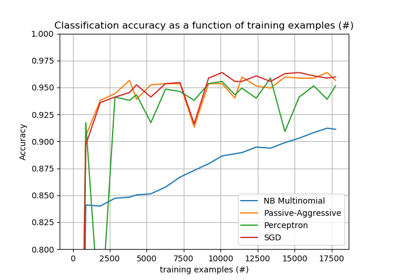 Classification accuracy as a function of training examples (#)
1.000
0.975
0.950
0.925
0.900
0.875
0.850
0.825
0.800
Accuracy
NB Multinomial
Passive-Aggressive
Perceptron
SGD
0 2500 5000 7500 10000 12500 15000 17500
training examples (#)